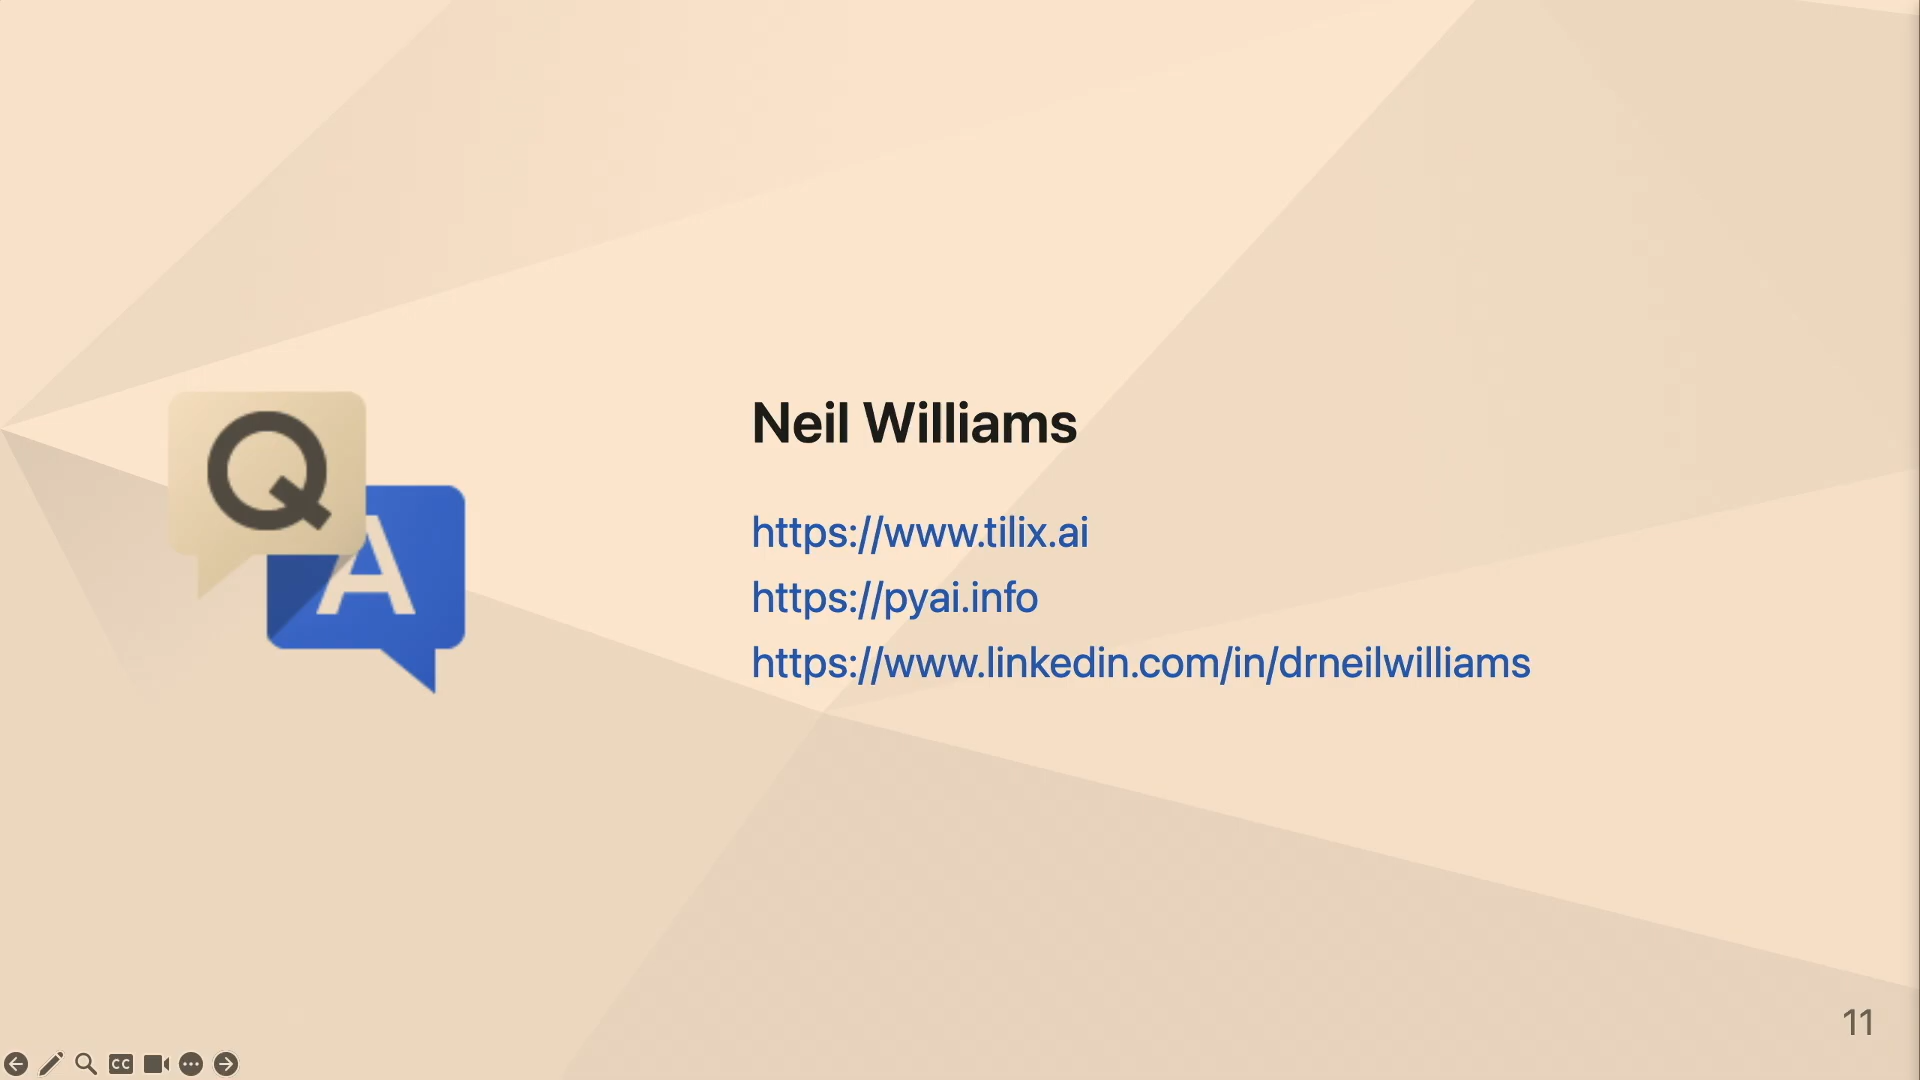 Q
A
Neil Williams
https://www.tilix.ai
https://pyai.info
https://www.linkedin.com/in/drneilwilliams
11
CC